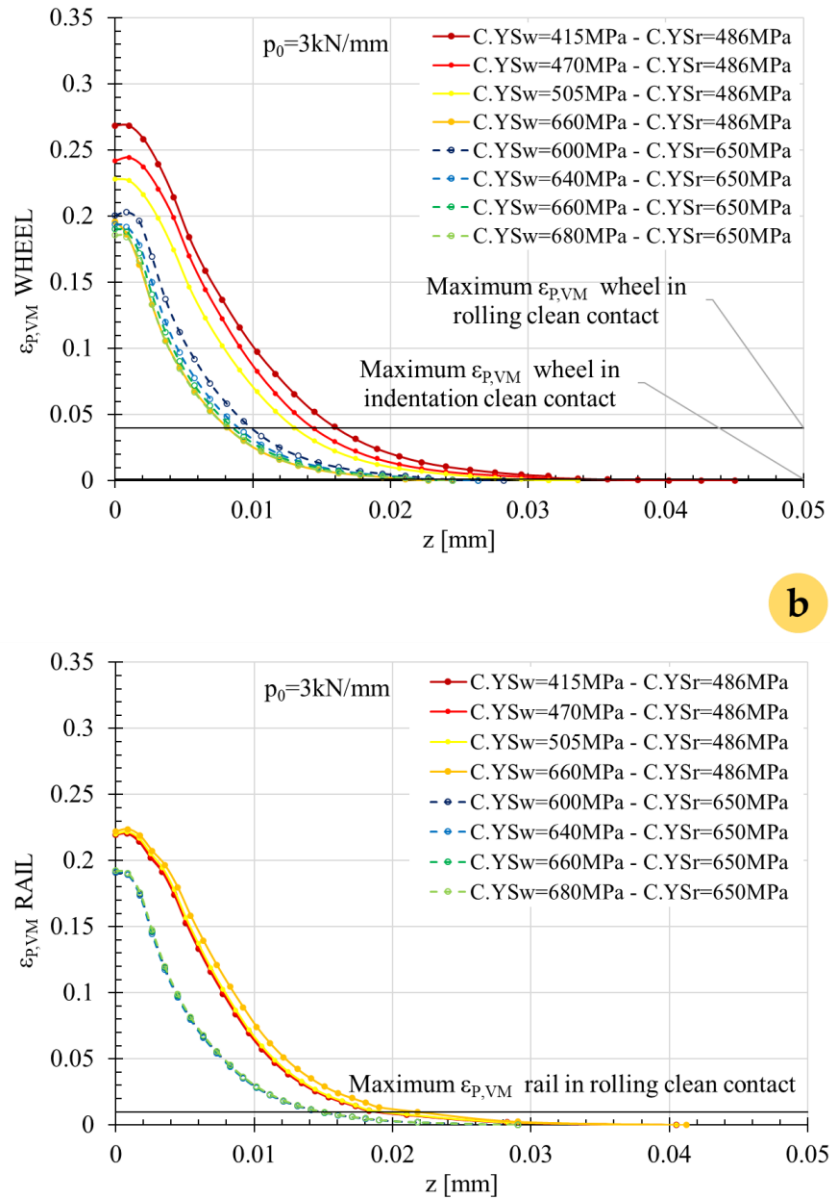 0.35
0.3
0.25
0.2
0.15
0.1
0.05
0
ε_P,VM WHEEL
p₀=3kN/mm
C.YSw=415MPa - C.YSr=486MPa
C.YSw=470MPa - C.YSr=486MPa
C.YSw=505MPa - C.YSr=486MPa
C.YSw=660MPa - C.YSr=486MPa
C.YSw=600MPa - C.YSr=650MPa
C.YSw=640MPa - C.YSr=650MPa
C.YSw=660MPa - C.YSr=650MPa
C.YSw=680MPa - C.YSr=650MPa
Maximum ε_P,VM wheel in
rolling clean contact
Maximum ε_P,VM wheel in
indentation clean contact
0 0.01 0.02 0.03 0.04 0.05
z [mm]
b
0.35
0.3
0.25
0.2
0.15
0.1
0.05
0
ε_P,VM RAIL
p₀=3kN/mm
C.YSw=415MPa - C.YSr=486MPa
C.YSw=470MPa - C.YSr=486MPa
C.YSw=505MPa - C.YSr=486MPa
C.YSw=660MPa - C.YSr=486MPa
C.YSw=600MPa - C.YSr=650MPa
C.YSw=640MPa - C.YSr=650MPa
C.YSw=660MPa - C.YSr=650MPa
C.YSw=680MPa - C.YSr=650MPa
Maximum ε_P,VM rail in rolling clean contact
0 0.01 0.02 0.03 0.04 0.05
z [mm]